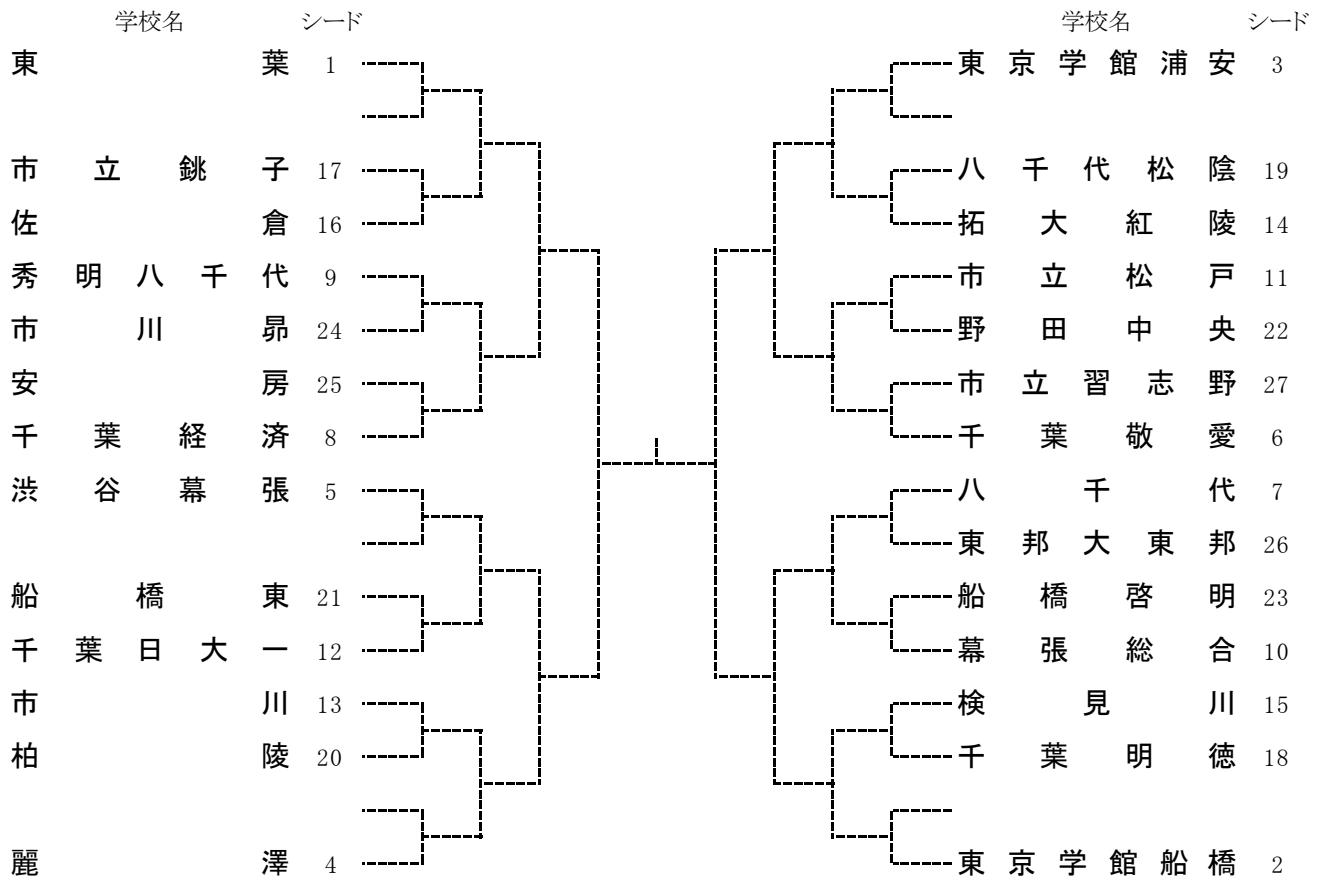 学校名 シード 学校名 シード
東葉 1 東京学館浦安 3
市立銚子 17 八千代松陰 19
佐倉 16 拓大紅陵 14
秀明八千代 9 市立松戸 11
市川昴 24 野田中央 22
安房 25 市立習志野 27
千葉経済 8 千葉敬愛 6
渋谷幕張 5 八千代 7
東邦大東邦 26
船橋東 21 船橋啓明 23
千葉日大一 12 幕張総合 10
市川 13 検見川 15
柏陵 20 千葉明徳 18
麗澤 4 東京学館船橋 2